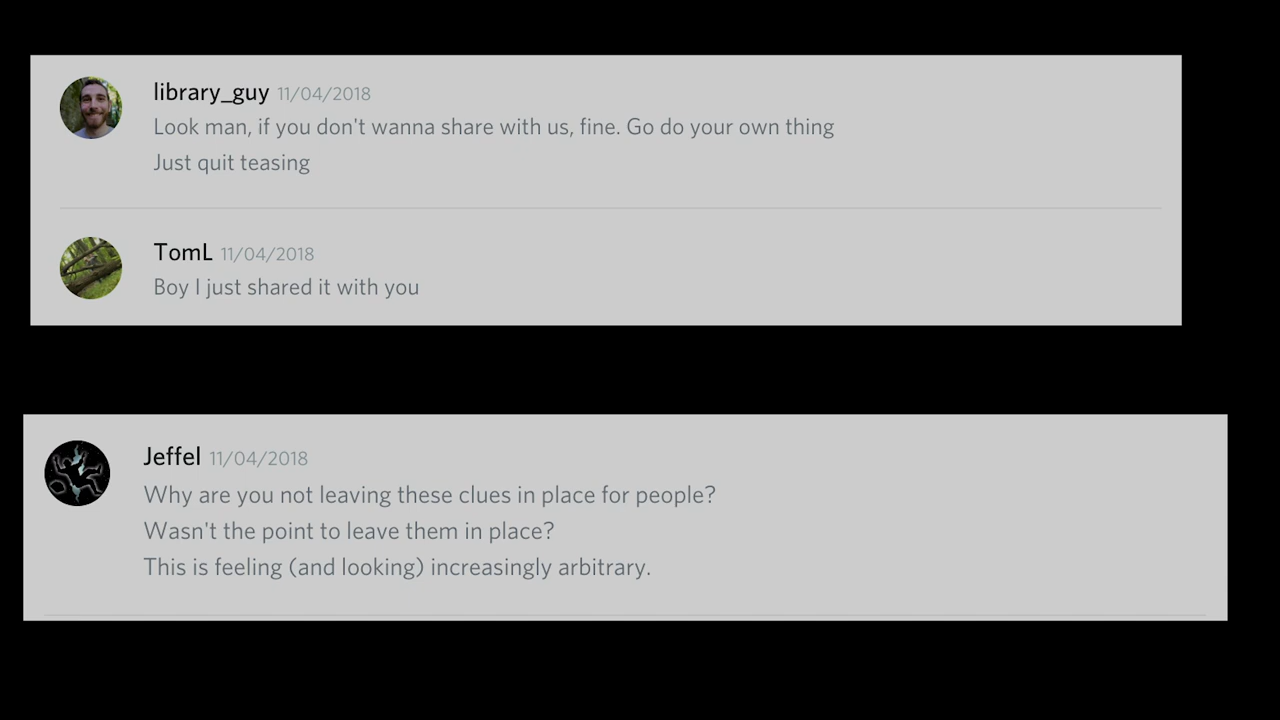 library_guy 11/04/2018
Look man, if you don't wanna share with us, fine. Go do your own thing
Just quit teasing
TomL 11/04/2018
Boy I just shared it with you
Jeffel 11/04/2018
Why are you not leaving these clues in place for people?
Wasn't the point to leave them in place?
This is feeling (and looking) increasingly arbitrary.